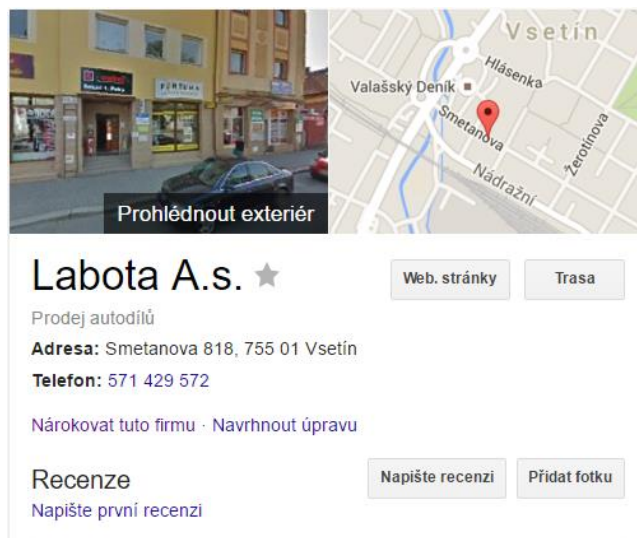 FORTUNA
Prohlédnout exteriér
Vsetín
Hlásenka
Valašský Deník
Smetanova
Žerotínova
Nádražní
Labota A.s.
Web. stránky
Trasa
Prodej autodílů
Adresa: Smetanova 818, 755 01 Vsetín
Telefon: 571 429 572
Nárokovat tuto firmu · Navrhnout úpravu
Recenze
Napište recenzi
Přidat fotku
Napište první recenzi